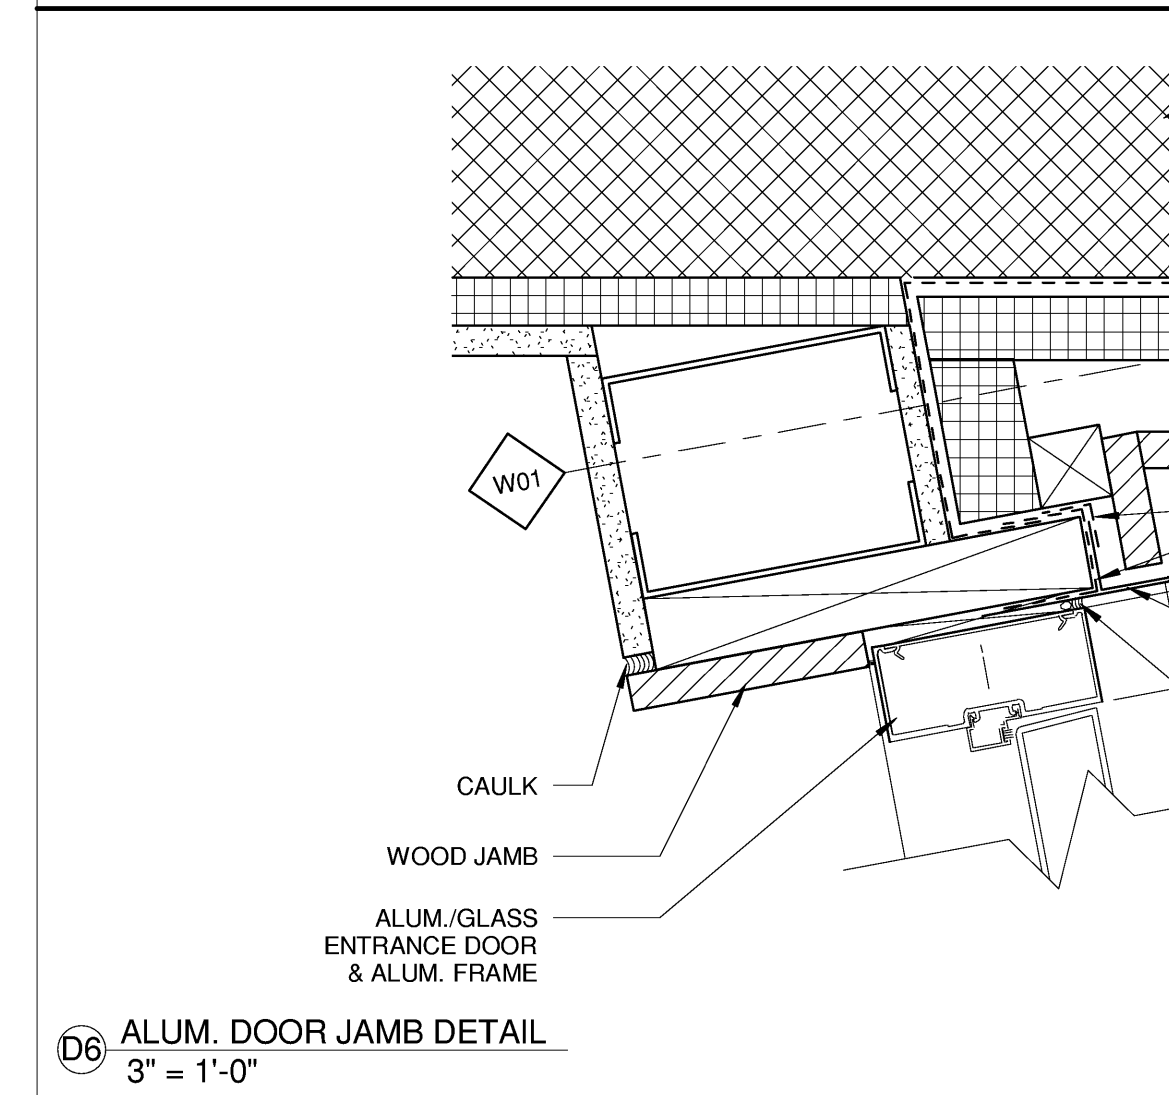 W01
CAULK
WOOD JAMB
ALUM./GLASS
ENTRANCE DOOR
& ALUM. FRAME
D6
ALUM. DOOR JAMB DETAIL
3" = 1'-0"